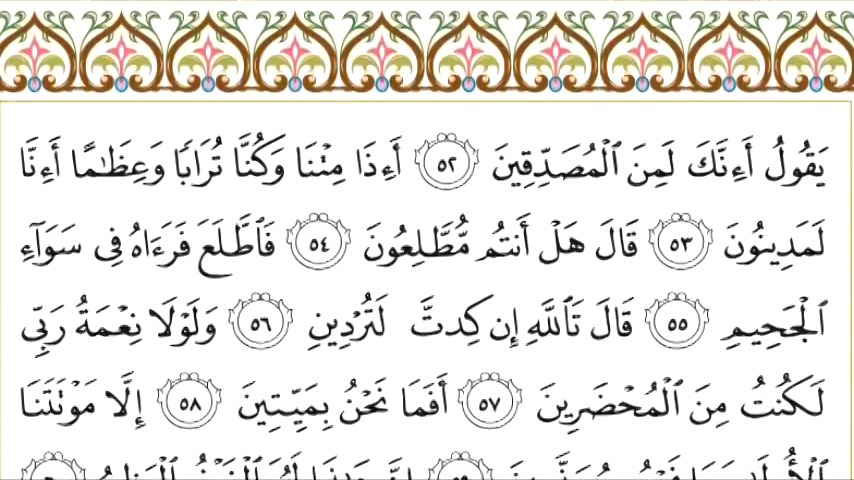 يَقُولُ أَءِنَّكَ لَمِنَ ٱلْمُصَدِّقِينَ ٥٢ أَءِذَا مِتْنَا وَكُنَّا تُرَابًا وَعِظَٰمًا أَءِنَّا
لَمَدِينُونَ ٥٣ قَالَ هَلْ أَنتُم مُّطَّلِعُونَ ٥٤ فَٱطَّلَعَ فَرَءَاهُ فِى سَوَآءِ
ٱلْجَحِيمِ ٥٥ قَالَ تَٱللَّهِ إِن كِدتَّ لَتُرْدِينِ ٥٦ وَلَوْلَا نِعْمَةُ رَبِّى
لَكُنتُ مِنَ ٱلْمُحْضَرِينَ ٥٧ أَفَمَا نَحْنُ بِمَيِّتِينَ ٥٨ إِلَّا مَوْتَتَنَا